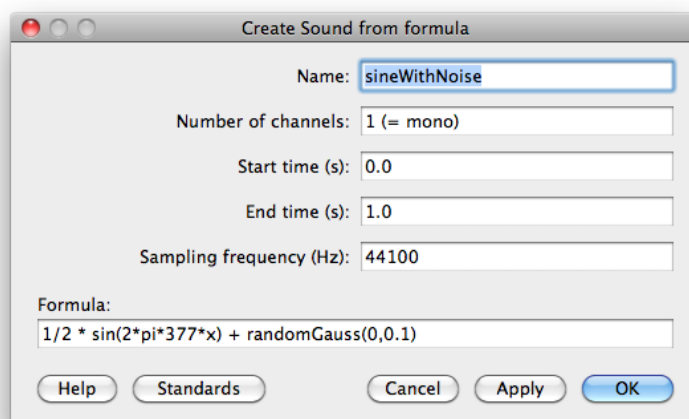 Create Sound from formula
Name: sineWithNoise
Number of channels: 1 (= mono)
Start time (s): 0.0
End time (s): 1.0
Sampling frequency (Hz): 44100
Formula:
1/2 * sin(2*pi*377*x) + randomGauss(0,0.1)
Help Standards Cancel Apply OK